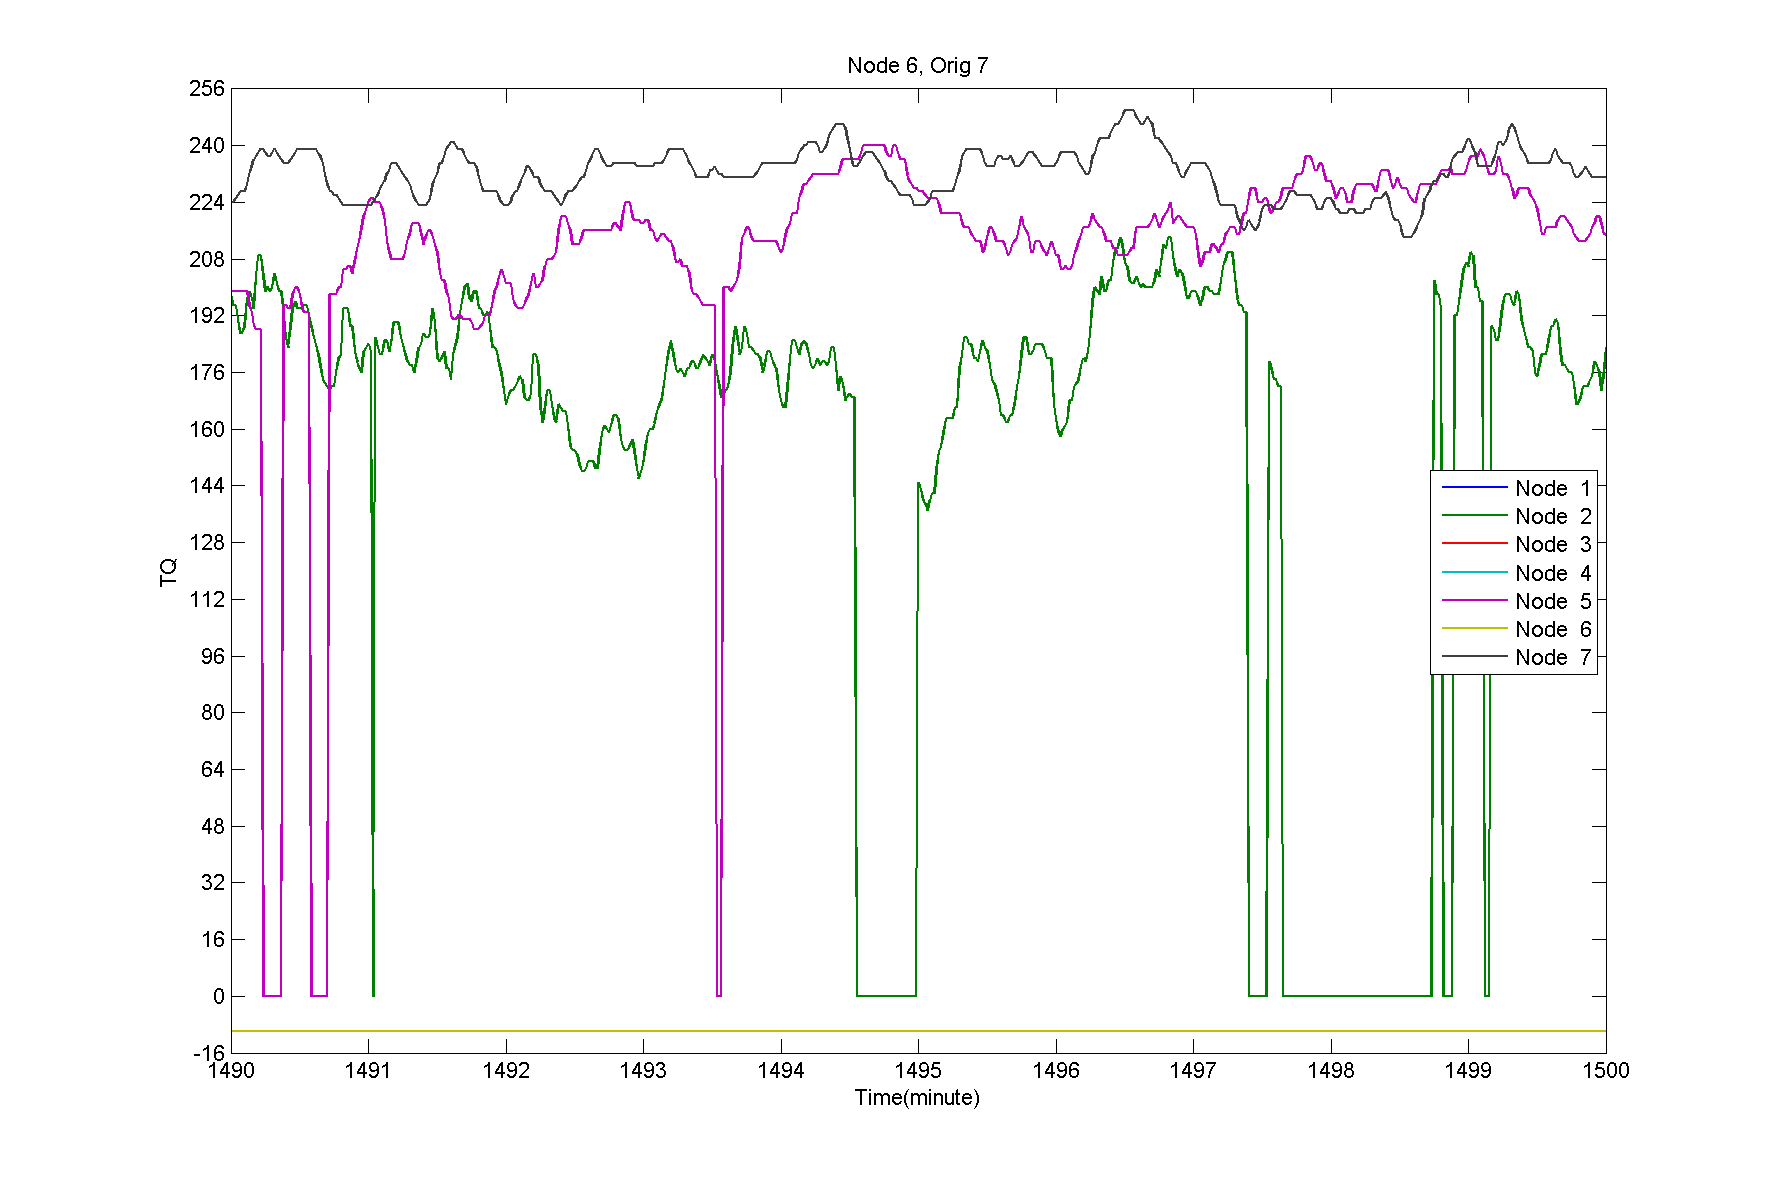 Node 6, Orig 7
256
240
224
208
192
176
160
144
128
112
96
80
64
48
32
16
0
-16
TQ
Node 1
Node 2
Node 3
Node 4
Node 5
Node 6
Node 7
1490 1491 1492 1493 1494 1495 1496 1497 1498 1499 1500
Time(minute)